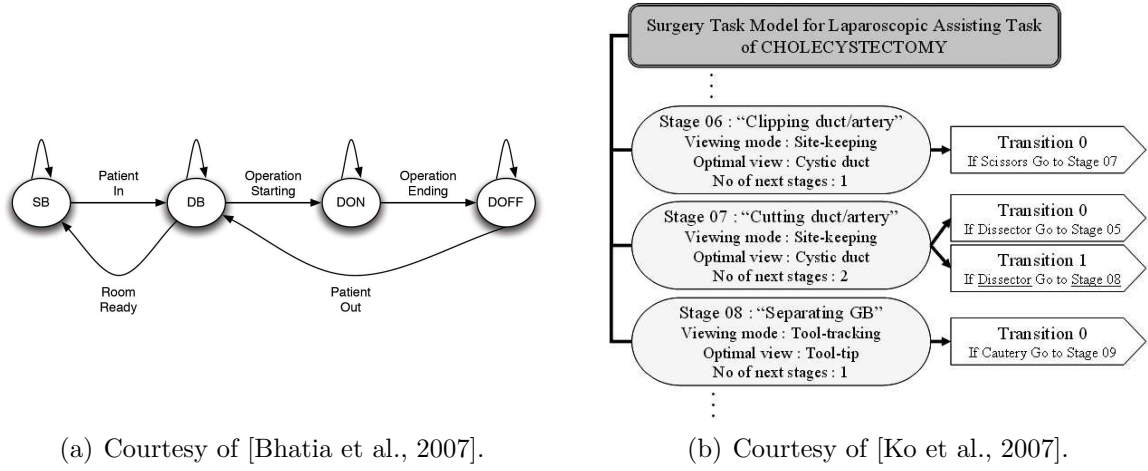 SB
DB
DON
DOFF
Patient
In
Operation
Starting
Operation
Ending
Room
Ready
Patient
Out
(a) Courtesy of [Bhatia et al., 2007].
Surgery Task Model for Laparoscopic Assisting Task
of CHOLECYSTECTOMY
Stage 06 : “Clipping duct/artery”
Viewing mode : Site-keeping
Optimal view : Cystic duct
No of next stages : 1
Transition 0
If Scissors Go to Stage 07
Stage 07 : “Cutting duct/artery”
Viewing mode : Site-keeping
Optimal view : Cystic duct
No of next stages : 2
Transition 0
If Dissector Go to Stage 05
Transition 1
If Dissector Go to Stage 08
Stage 08 : “Separating GB”
Viewing mode : Tool-tracking
Optimal view : Tool-tip
No of next stages : 1
Transition 0
If Cautery Go to Stage 09
(b) Courtesy of [Ko et al., 2007].